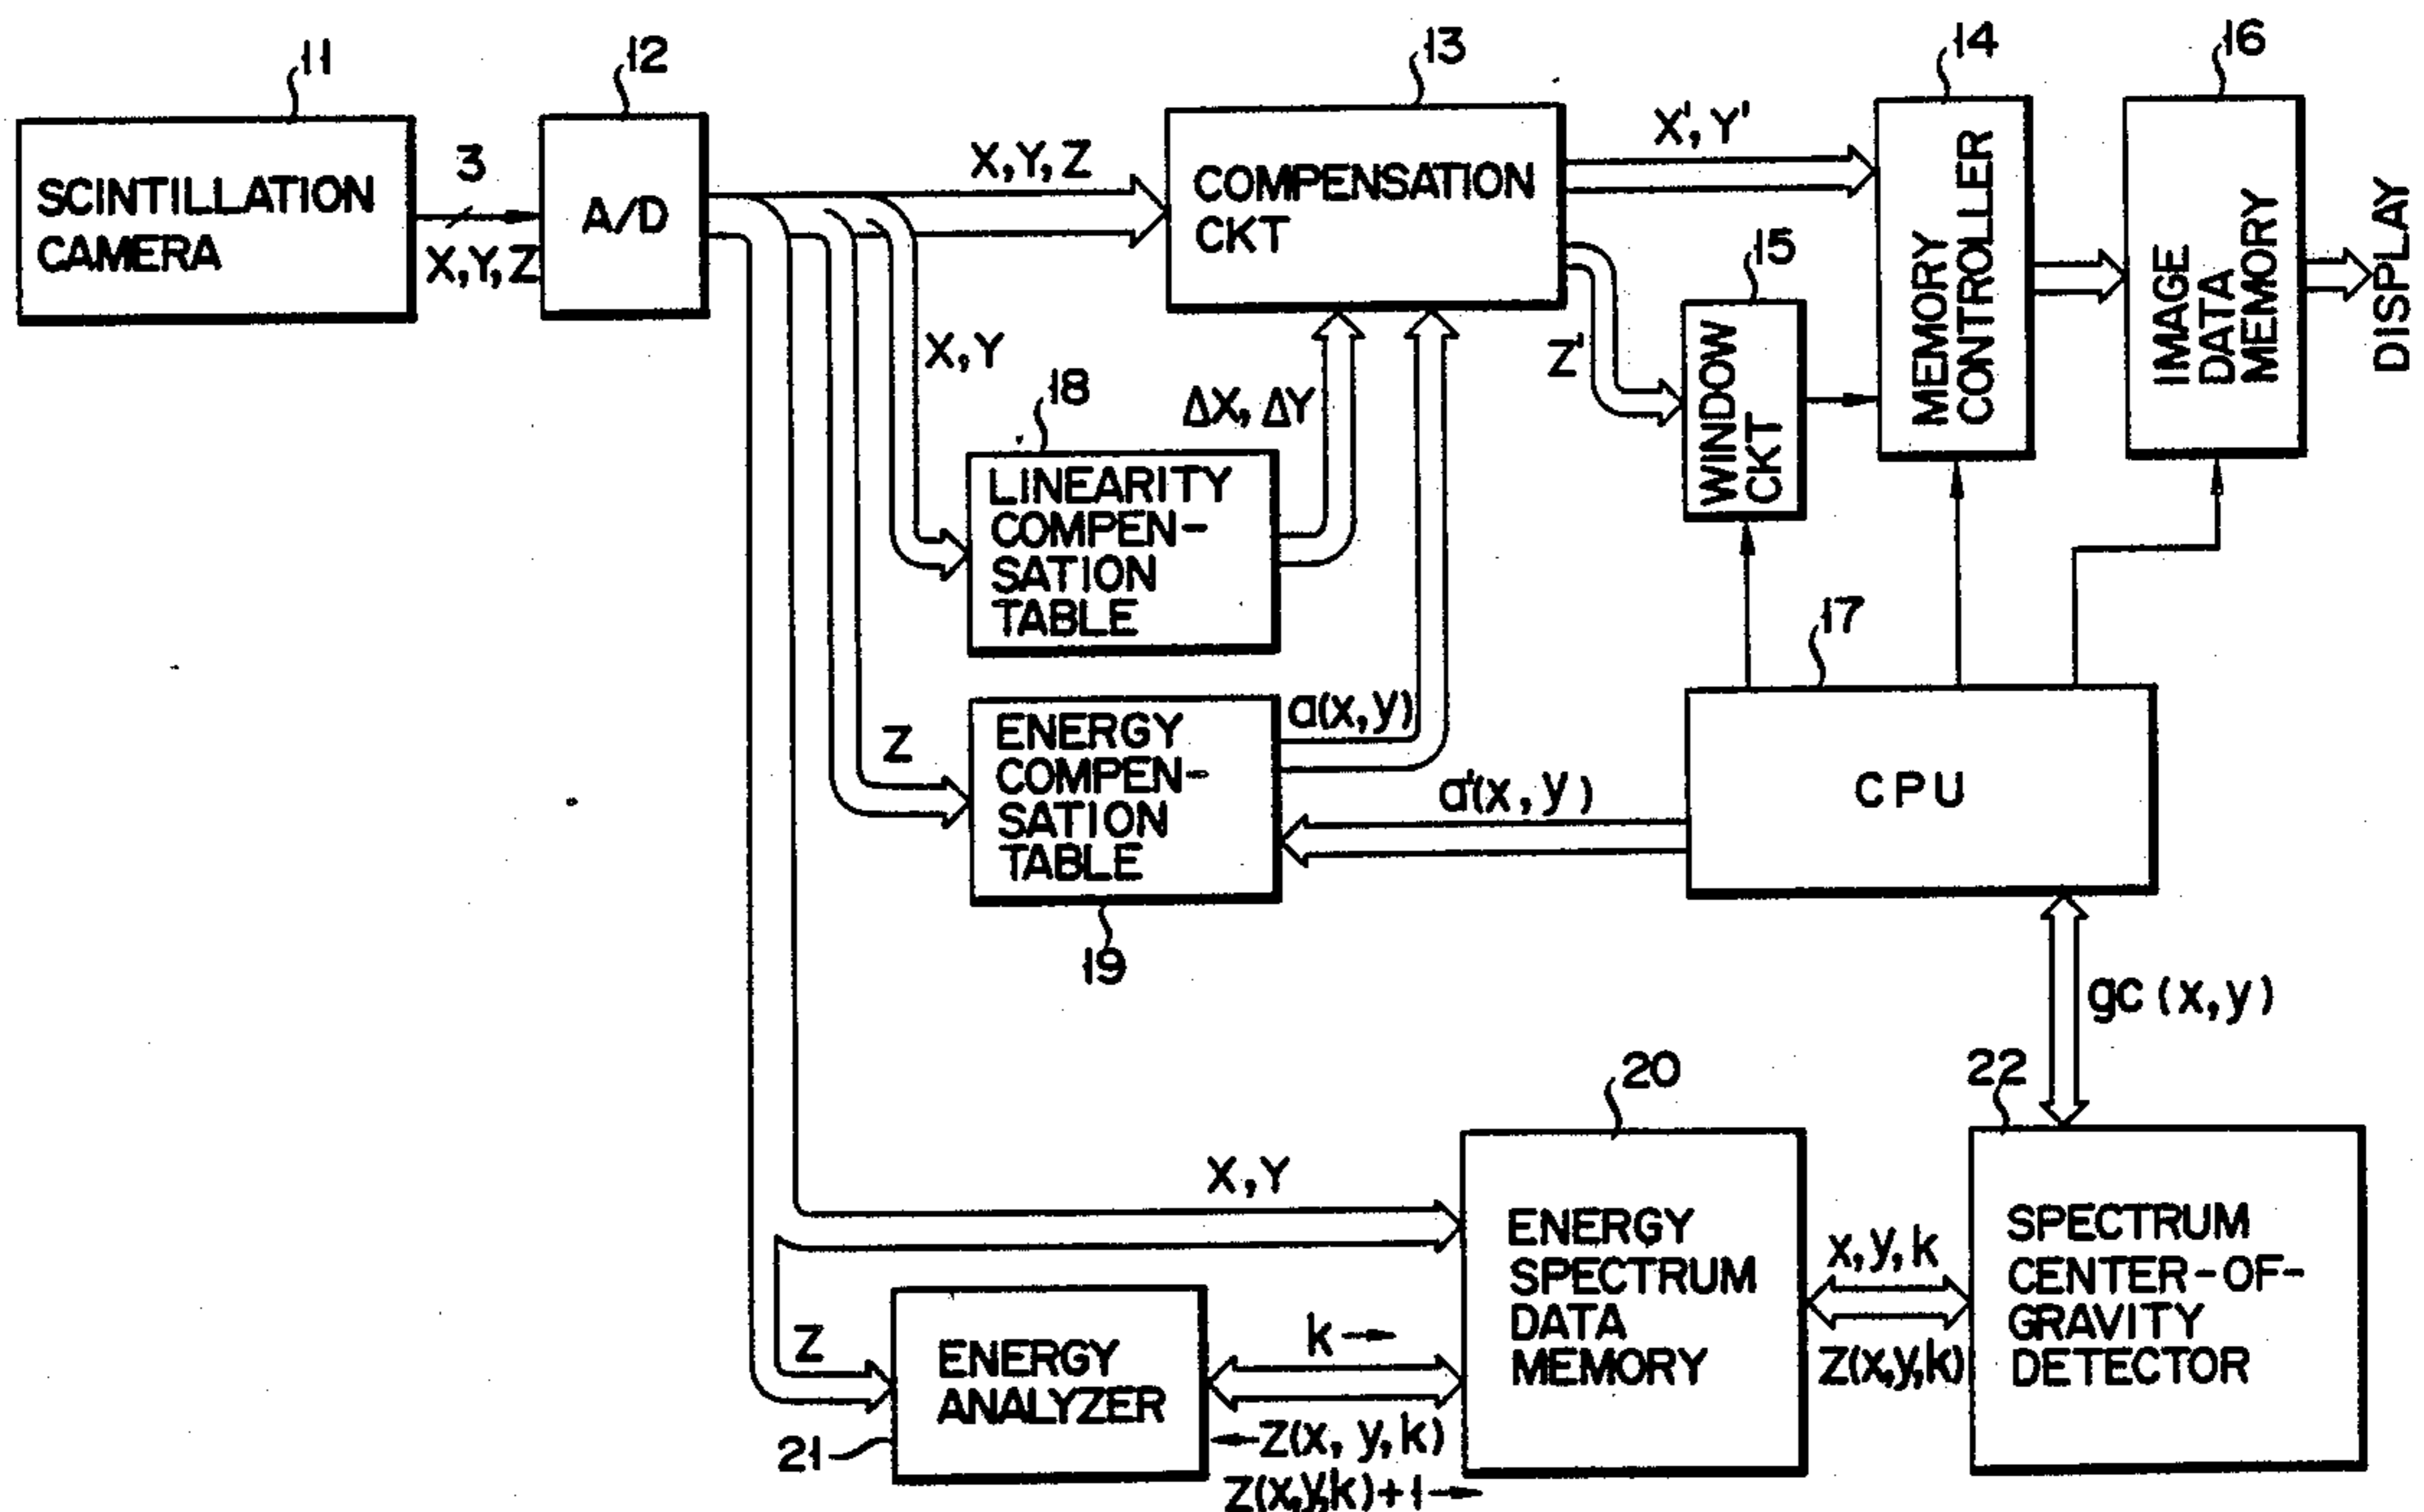 11
12
13
14
16
SCINTILLATION
CAMERA
3
X,Y,Z
A/D
X,Y,Z
COMPENSATION
CKT
X',Y'
Z'
15
WINDOW
CKT
MEMORY
CONTROLLER
IMAGE
DATA
MEMORY
DISPLAY
X,Y
18
ΔX, ΔY
LINEARITY
COMPEN-
SATION
TABLE
17
Z
ENERGY
COMPEN-
SATION
TABLE
a(x,y)
a'(x,y)
CPU
19
gc (x,y)
20
22
X,Y
ENERGY
SPECTRUM
DATA
MEMORY
x,y,k
Z(x,y,k)
SPECTRUM
CENTER-OF-
GRAVITY
DETECTOR
Z
ENERGY
ANALYZER
k
21
Z(x, y,k)
Z(x,y,k)+1